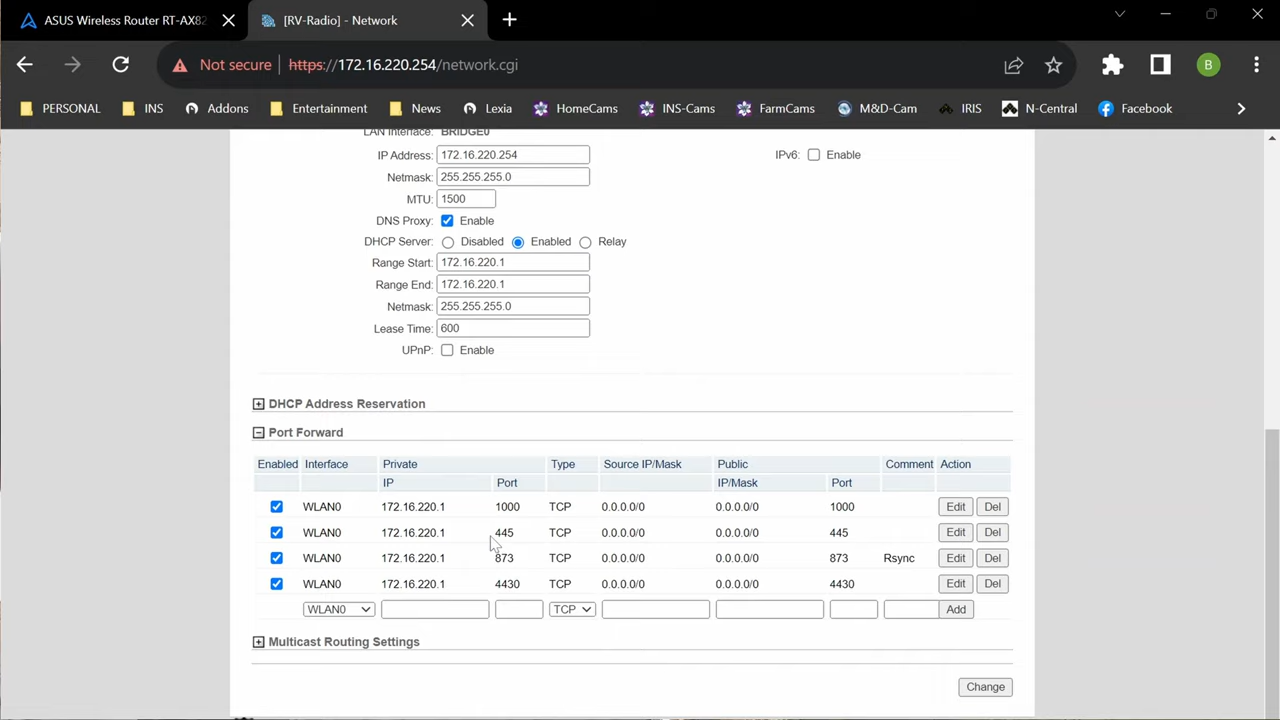 ASUS Wireless Router RT-AX82
[RV-Radio] - Network
Not secure https://172.16.220.254/network.cgi
B
PERSONAL INS Addons Entertainment News Lexia HomeCams INS-Cams FarmCams M&D-Cam IRIS N-Central Facebook
LAN Interface: BRIDGE0
IP Address: 172.16.220.254 IPv6: Enable
Netmask: 255.255.255.0
MTU: 1500
DNS Proxy: Enable
DHCP Server: Disabled Enabled Relay
Range Start: 172.16.220.1
Range End: 172.16.220.1
Netmask: 255.255.255.0
Lease Time: 600
UPnP: Enable
DHCP Address Reservation
Port Forward
Enabled Interface Private Type Source IP/Mask Public Comment Action
IP Port IP/Mask Port
WLAN0 172.16.220.1 1000 TCP 0.0.0.0/0 0.0.0.0/0 1000 Edit Del
WLAN0 172.16.220.1 445 TCP 0.0.0.0/0 0.0.0.0/0 445 Edit Del
WLAN0 172.16.220.1 873 TCP 0.0.0.0/0 0.0.0.0/0 873 Rsync Edit Del
WLAN0 172.16.220.1 4430 TCP 0.0.0.0/0 0.0.0.0/0 4430 Edit Del
WLAN0 TCP Add
Multicast Routing Settings
Change